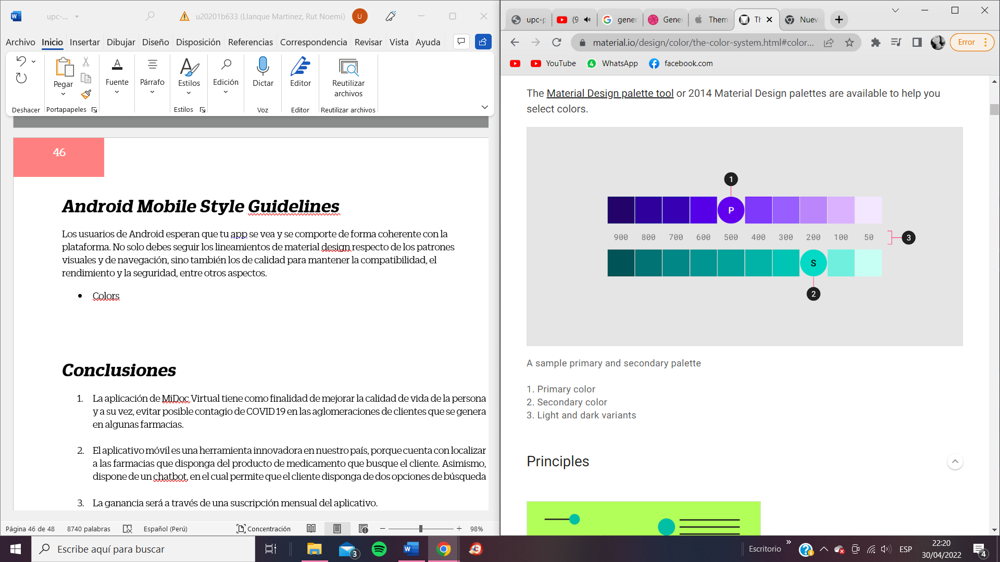 upc-...
u20201b633 (Llanque Martinez, Rut Noemi)
U
Archivo Inicio Insertar Dibujar Diseño Disposición Referencias Correspondencia Revisar Vista Ayuda
Pegar
Fuente
Párrafo
Estilos
Edición
Dictar
Editor
Reutilizar
archivos
Deshacer
Portapapeles
Estilos
Voz
Editor
Reutilizar archivos
46
Android Mobile Style Guidelines
Los usuarios de Android esperan que tu app se vea y se comporte de forma coherente con la
plataforma. No solo debes seguir los lineamientos de material design respecto de los patrones
visuales y de navegación, sino también los de calidad para mantener la compatibilidad, el
rendimiento y la seguridad, entre otros aspectos.
• Colors
Conclusiones
1. La aplicación de MiDoc Virtual tiene como finalidad de mejorar la calidad de vida de la persona
y a su vez, evitar posible contagio de COVID 19 en las aglomeraciones de clientes que se genera
en algunas farmacias.
2. El aplicativo móvil es una herramienta innovadora en nuestro país, porque cuenta con localizar
a las farmacias que disponga del producto de medicamento que busque el cliente. Asimismo,
dispone de un chatbot, en el cual permite que el cliente disponga de dos opciones de búsqueda
3. La ganancia será a través de una suscripción mensual del aplicativo.
Página 46 de 48 8740 palabras Español (Perú) Concentración 98%
upc-p (9 gener Gene Them Th Nuev
material.io/design/color/the-color-system.html#color...
Error
YouTube WhatsApp facebook.com
The Material Design palette tool or 2014 Material Design palettes are available to help you
select colors.
1
P
900 800 700 600 500 400 300 200 100 50
3
S
2
A sample primary and secondary palette
1. Primary color
2. Secondary color
3. Light and dark variants
Principles
Escribe aquí para buscar
3
Escritorio
ESP
22:20
30/04/2022
4